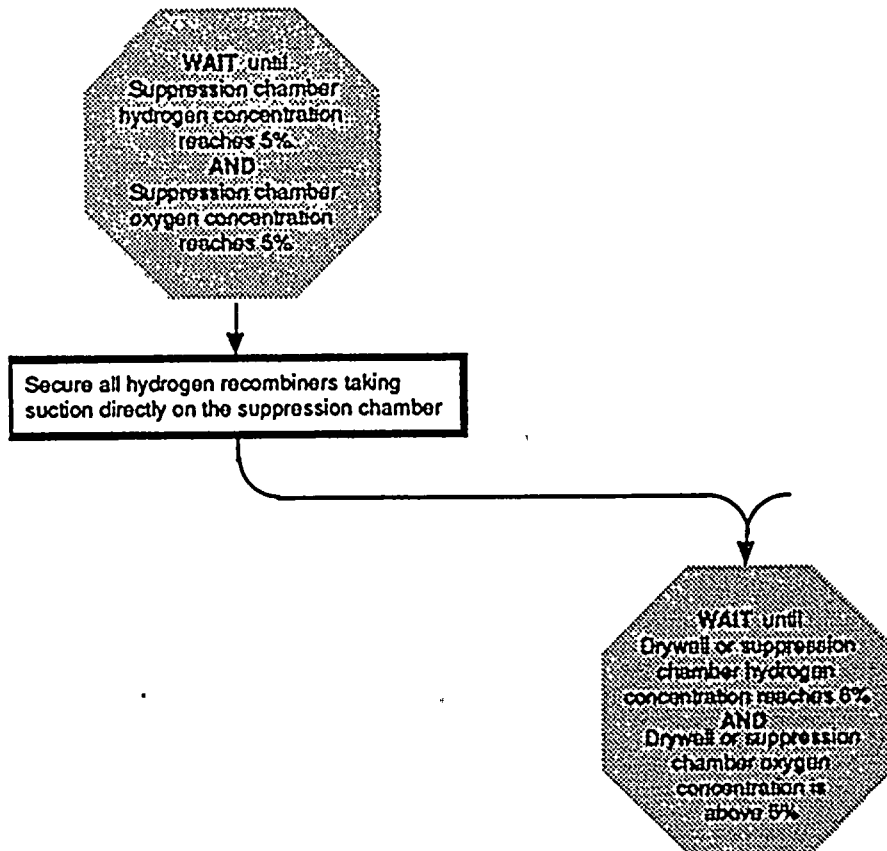 WAIT until
Suppression chamber
hydrogen concentration
reaches 5%
AND
Suppression chamber
oxygen concentration
reaches 5%
Secure all hydrogen recombiners taking
suction directly on the suppression chamber
WAIT until
Drywell or suppression
chamber hydrogen
concentration reaches 6%
AND
Drywell or suppression
chamber oxygen
concentration is
above 5%